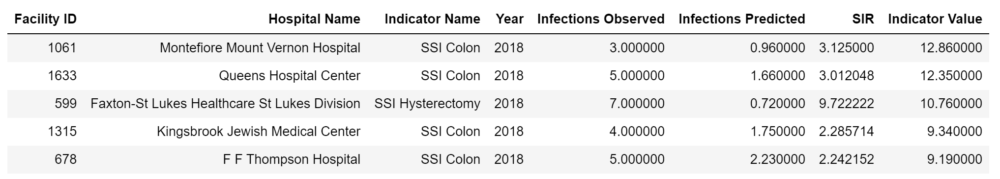 Facility ID Hospital Name Indicator Name Year Infections Observed Infections Predicted SIR Indicator Value
1061 Montefiore Mount Vernon Hospital SSI Colon 2018 3.000000 0.960000 3.125000 12.860000
1633 Queens Hospital Center SSI Colon 2018 5.000000 1.660000 3.012048 12.350000
599 Faxton-St Lukes Healthcare St Lukes Division SSI Hysterectomy 2018 7.000000 0.720000 9.722222 10.760000
1315 Kingsbrook Jewish Medical Center SSI Colon 2018 4.000000 1.750000 2.285714 9.340000
678 F F Thompson Hospital SSI Colon 2018 5.000000 2.230000 2.242152 9.190000